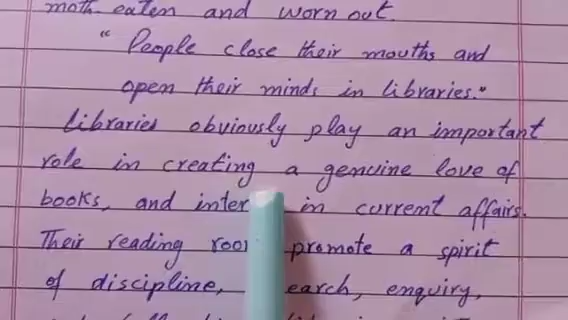 moth eaten and worn out.
"People close their mouths and
open their minds in libraries."
Libraries obviously play an important
role in creating a genuine love of
books, and inter in current affairs.
Their reading roo promote a spirit
of discipline, earch, enquiry,